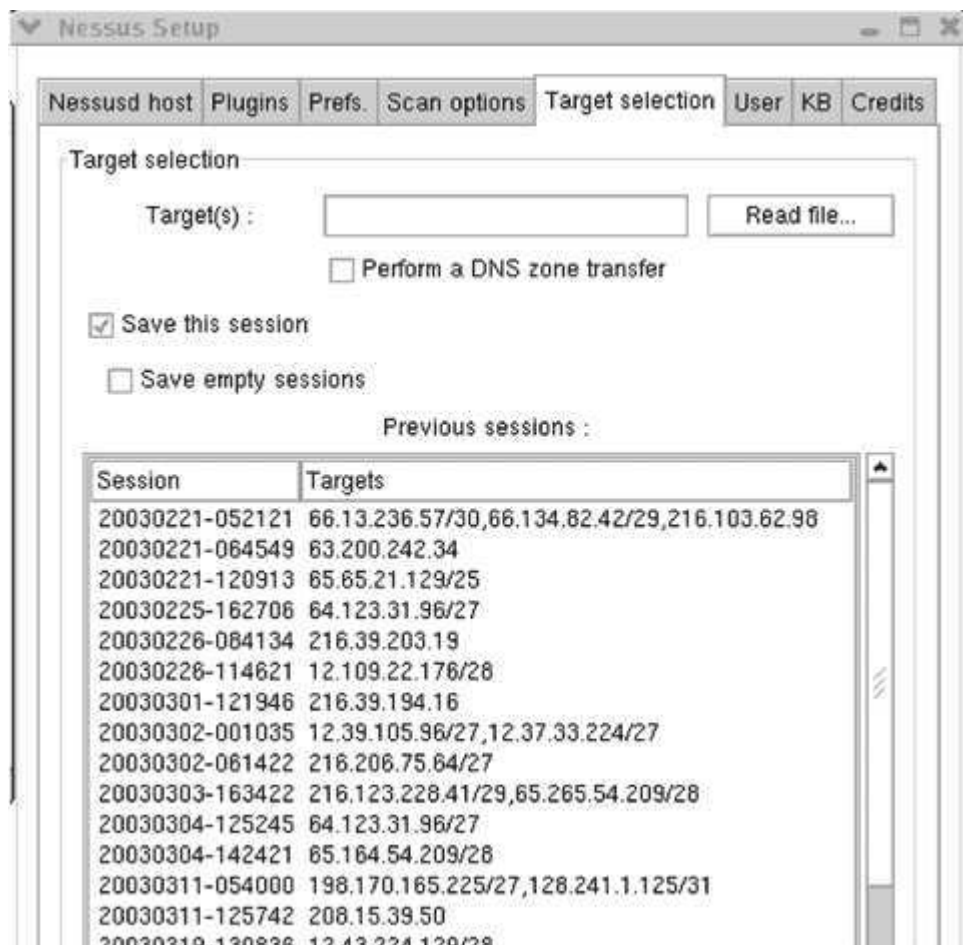 Nessus Setup
Nessusd host Plugins Prefs. Scan options Target selection User KB Credits
Target selection
Target(s) : Read file...
Perform a DNS zone transfer
Save this session
Save empty sessions
Previous sessions :
Session Targets
20030221-052121 66.13.236.57/30,66.134.82.42/29,216.103.62.98
20030221-064549 63.200.242.34
20030221-120913 65.65.21.129/25
20030225-162706 64.123.31.96/27
20030226-084134 216.39.203.19
20030226-114621 12.109.22.176/28
20030301-121946 216.39.194.16
20030302-001035 12.39.105.96/27,12.37.33.224/27
20030302-061422 216.206.75.64/27
20030303-163422 216.123.228.41/29,65.265.54.209/28
20030304-125245 64.123.31.96/27
20030304-142421 65.164.54.209/28
20030311-054000 198.170.165.225/27,128.241.1.125/31
20030311-125742 208.15.39.50